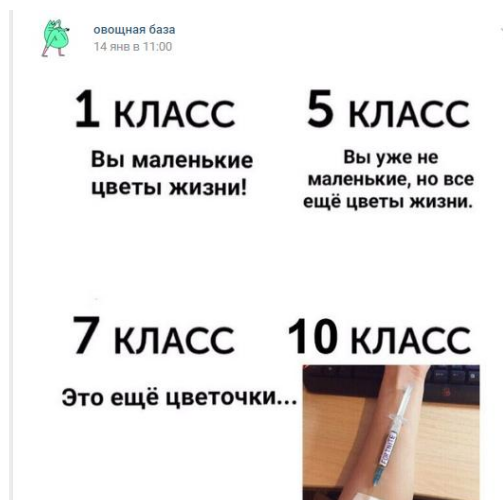 овощная база
14 янв в 11:00
1 КЛАСС
Вы маленькие
цветы жизни!
5 КЛАСС
Вы уже не
маленькие, но все
ещё цветы жизни.
7 КЛАСС
Это ещё цветочки...
10 КЛАСС